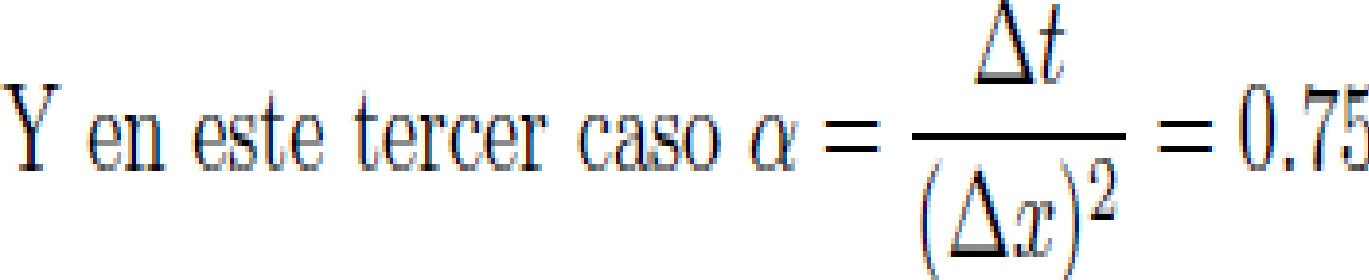 Y en este tercer caso α = Δt / (Δx)² = 0.75